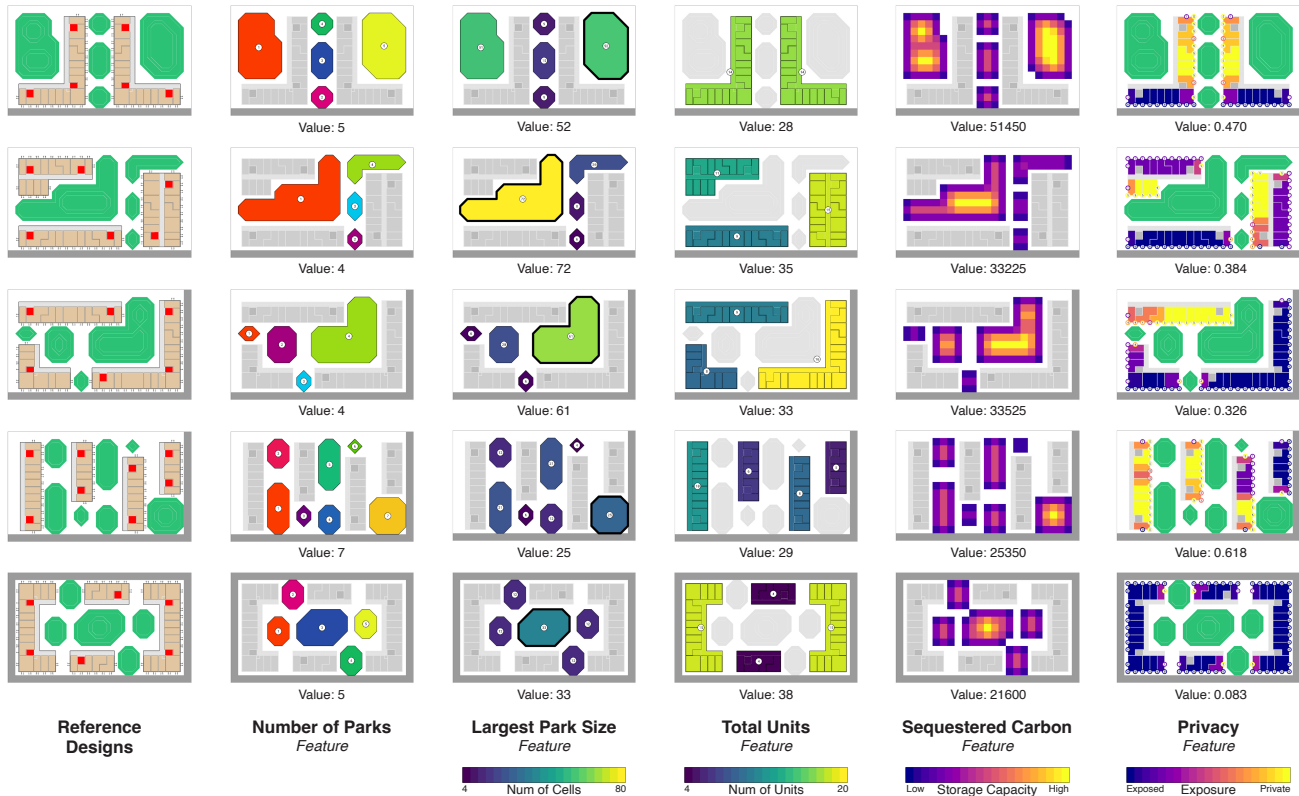 Value: 5
Value: 52
Value: 28
Value: 51450
Value: 0.470
Value: 4
Value: 72
Value: 35
Value: 33225
Value: 0.384
Value: 4
Value: 61
Value: 33
Value: 33525
Value: 0.326
Value: 7
Value: 25
Value: 29
Value: 25350
Value: 0.618
Value: 5
Value: 33
Value: 38
Value: 21600
Value: 0.083
Reference
Designs
Number of Parks
Feature
Largest Park Size
Feature
Total Units
Feature
Sequestered Carbon
Feature
Privacy
Feature
4 Num of Cells 80
4 Num of Units 20
Low Storage Capacity High
Exposed Exposure Private